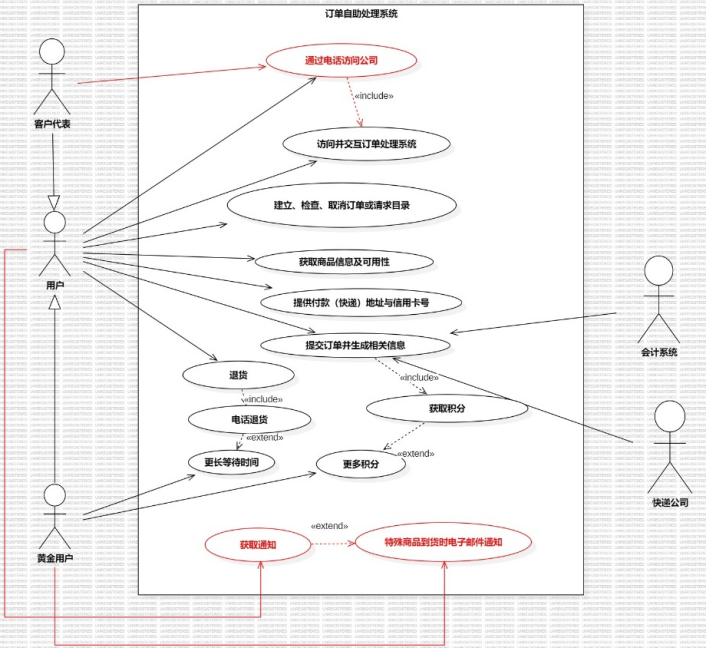 订单自助处理系统
通过电话访问公司
«include»
客户代表
访问并交互订单处理系统
建立、检查、取消订单或请求目录
获取商品信息及可用性
用户
提供付款（快递）地址与信用卡号
提交订单并生成相关信息
会计系统
退货
«include»
«include»
获取积分
电话退货
«extend»
«extend»
更长等待时间
更多积分
快递公司
«extend»
获取通知
特殊商品到货时电子邮件通知
黄金用户